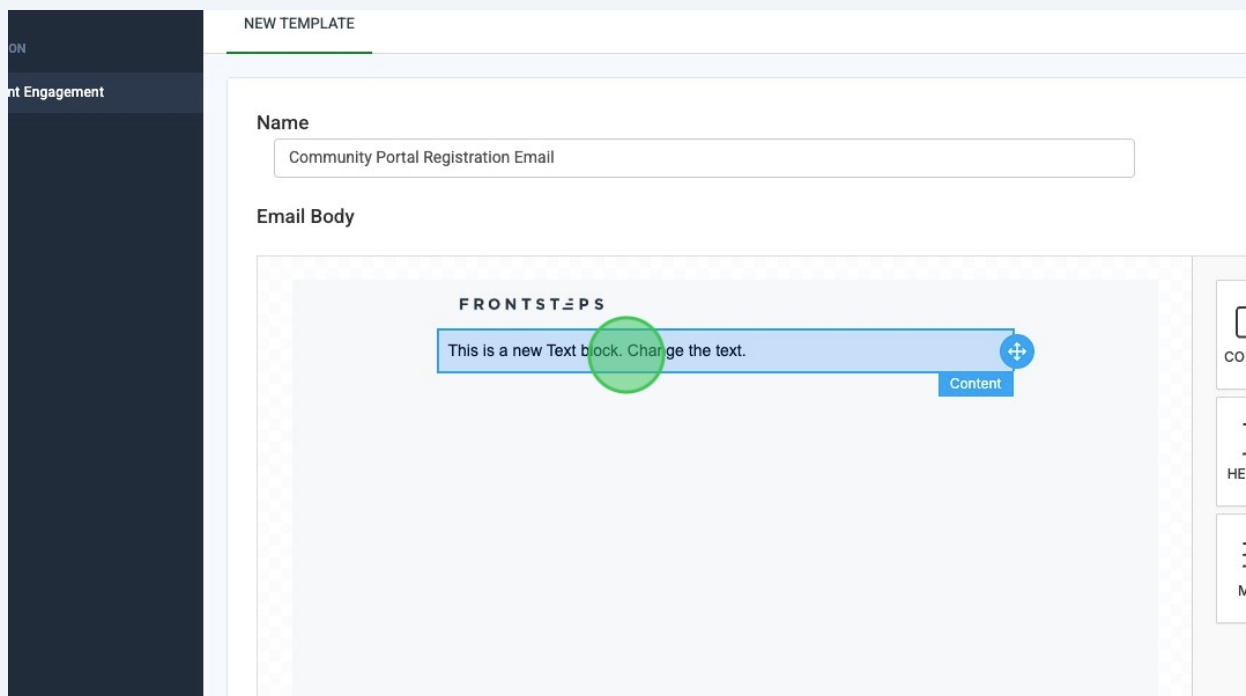 NEW TEMPLATE
ON
nt Engagement
Name
Community Portal Registration Email
Email Body
FRONTSTEPS
This is a new Text block. Change the text.
Content
CO
HE
M